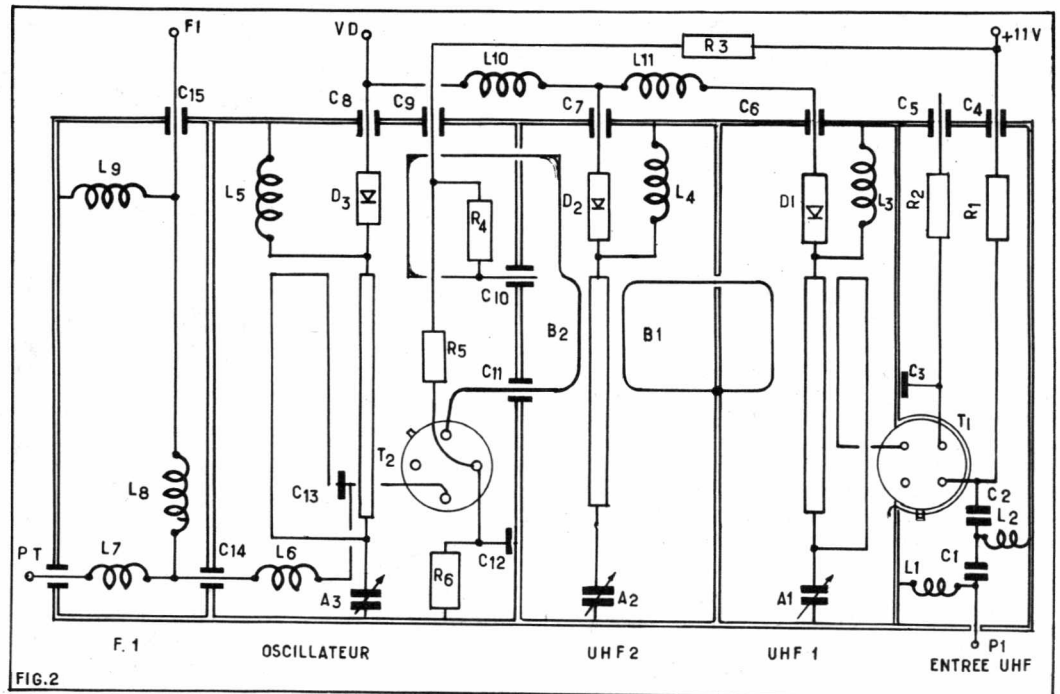 F1
VD
+11V
R3
L10
L11
C15
C8
C9
C7
C6
C5
C4
L9
L5
D3
R4
D2
L4
D1
L3
R2
R1
C10
B2
B1
R5
C11
C3
T2
T1
L8
C13
C2
L2
PT
L7
C14
L6
C12
R6
L1
C1
A3
A2
A1
F.1
OSCILLATEUR
UHF2
UHF 1
P1
ENTREE UHF
FIG.2